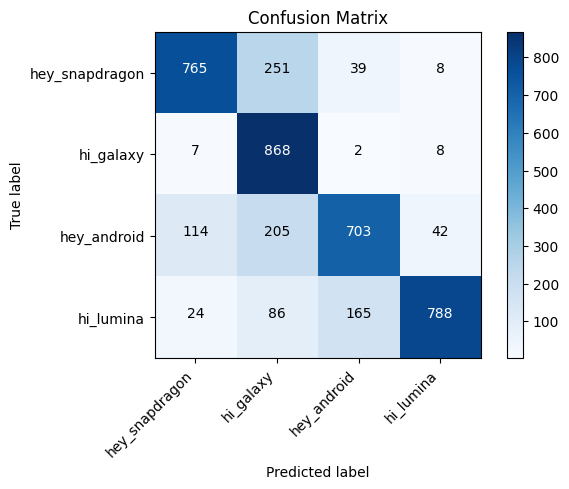 Confusion Matrix
True label
hey_snapdragon 765 251 39 8
hi_galaxy 7 868 2 8
hey_android 114 205 703 42
hi_lumina 24 86 165 788
hey_snapdragon
hi_galaxy
hey_android
hi_lumina
Predicted label
800
700
600
500
400
300
200
100